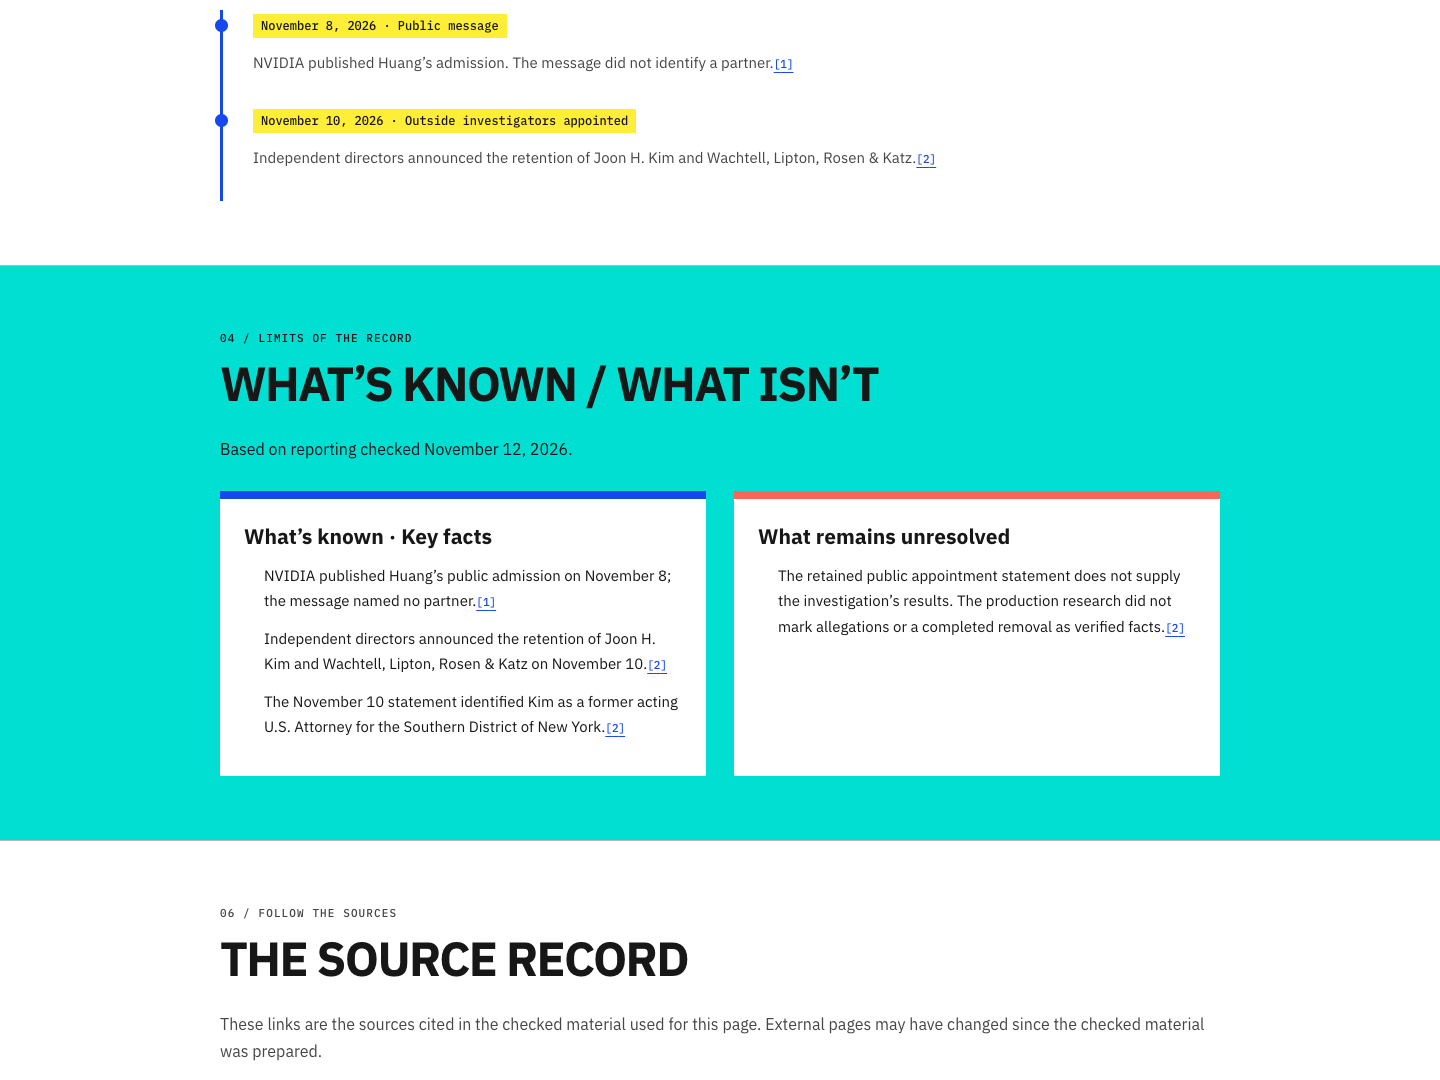 November 8, 2026 · Public message
NVIDIA published Huang’s admission. The message did not identify a partner.[1]
November 10, 2026 · Outside investigators appointed
Independent directors announced the retention of Joon H. Kim and Wachtell, Lipton, Rosen & Katz.[2]
04 / LIMITS OF THE RECORD
WHAT’S KNOWN / WHAT ISN’T
Based on reporting checked November 12, 2026.
What’s known · Key facts
NVIDIA published Huang’s public admission on November 8;
the message named no partner.[1]
Independent directors announced the retention of Joon H.
Kim and Wachtell, Lipton, Rosen & Katz on November 10.[2]
The November 10 statement identified Kim as a former acting
U.S. Attorney for the Southern District of New York.[2]
What remains unresolved
The retained public appointment statement does not supply
the investigation’s results. The production research did not
mark allegations or a completed removal as verified facts.[2]
06 / FOLLOW THE SOURCES
THE SOURCE RECORD
These links are the sources cited in the checked material used for this page. External pages may have changed since the checked material
was prepared.